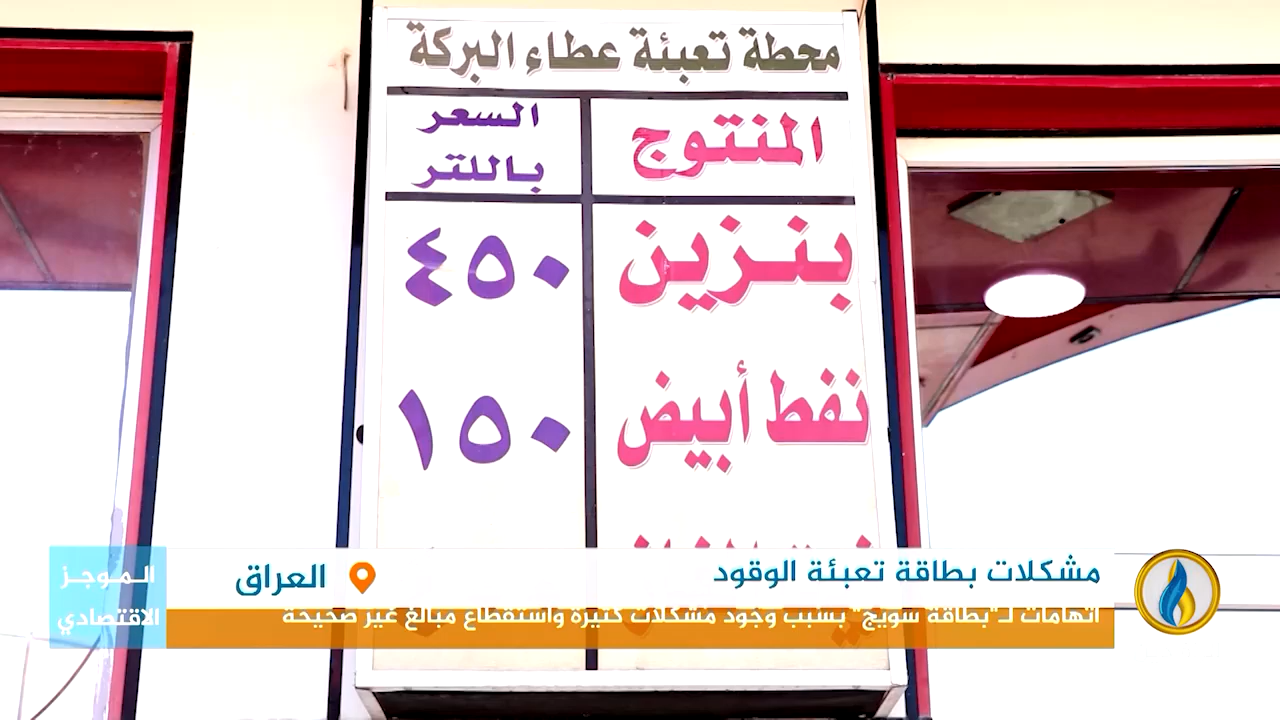 محطة تعبئة عطاء البركة
المنتوج
السعر
باللتر
بنزين
٤٥٠
نفط أبيض
١٥٠
مشكلات بطاقة تعبئة الوقود
العراق
الموجز
الاقتصادي
اتهامات لـ"بطاقة سويج" بسبب وجود مشكلات كثيرة واستقطاع مبالغ غير صحيحة